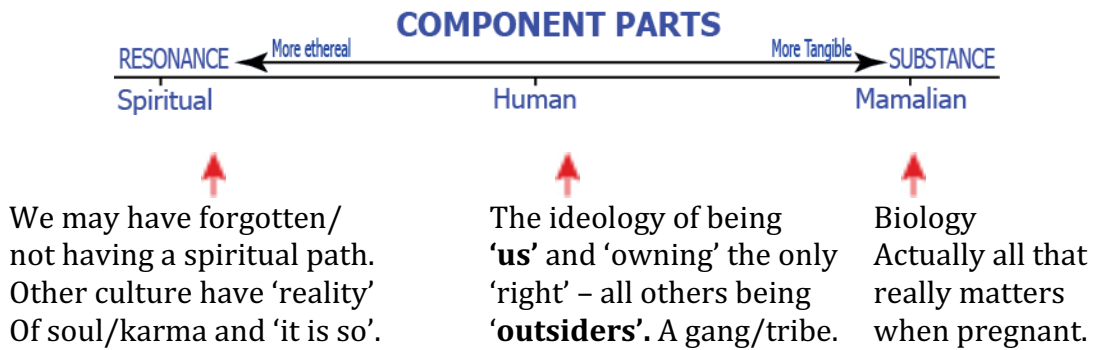 COMPONENT PARTS
RESONANCE More ethereal More Tangible SUBSTANCE
Spiritual Human Mamalian
We may have forgotten/
not having a spiritual path.
Other culture have ‘reality’
Of soul/karma and ‘it is so’.
The ideology of being
‘us’ and ‘owning’ the only
‘right’ – all others being
‘outsiders’. A gang/tribe.
Biology
Actually all that
really matters
when pregnant.